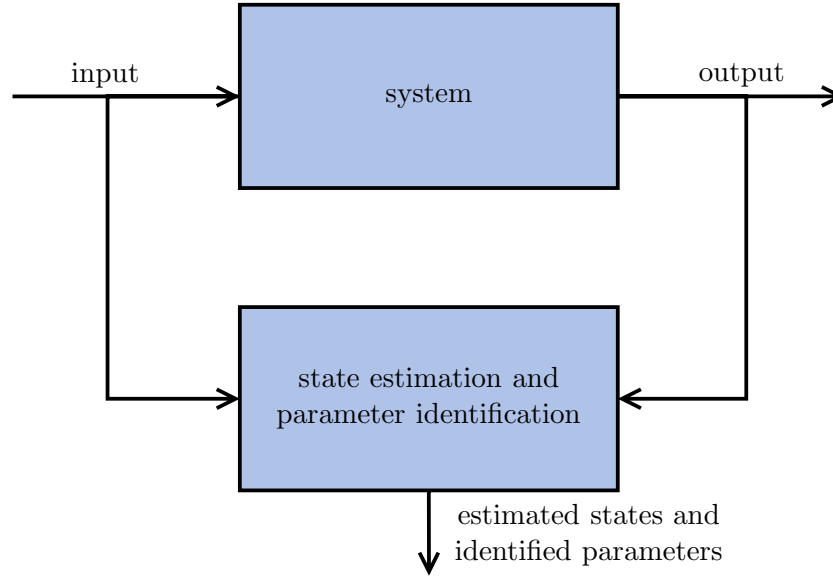 input
system
output
state estimation and
parameter identification
estimated states and
identified parameters